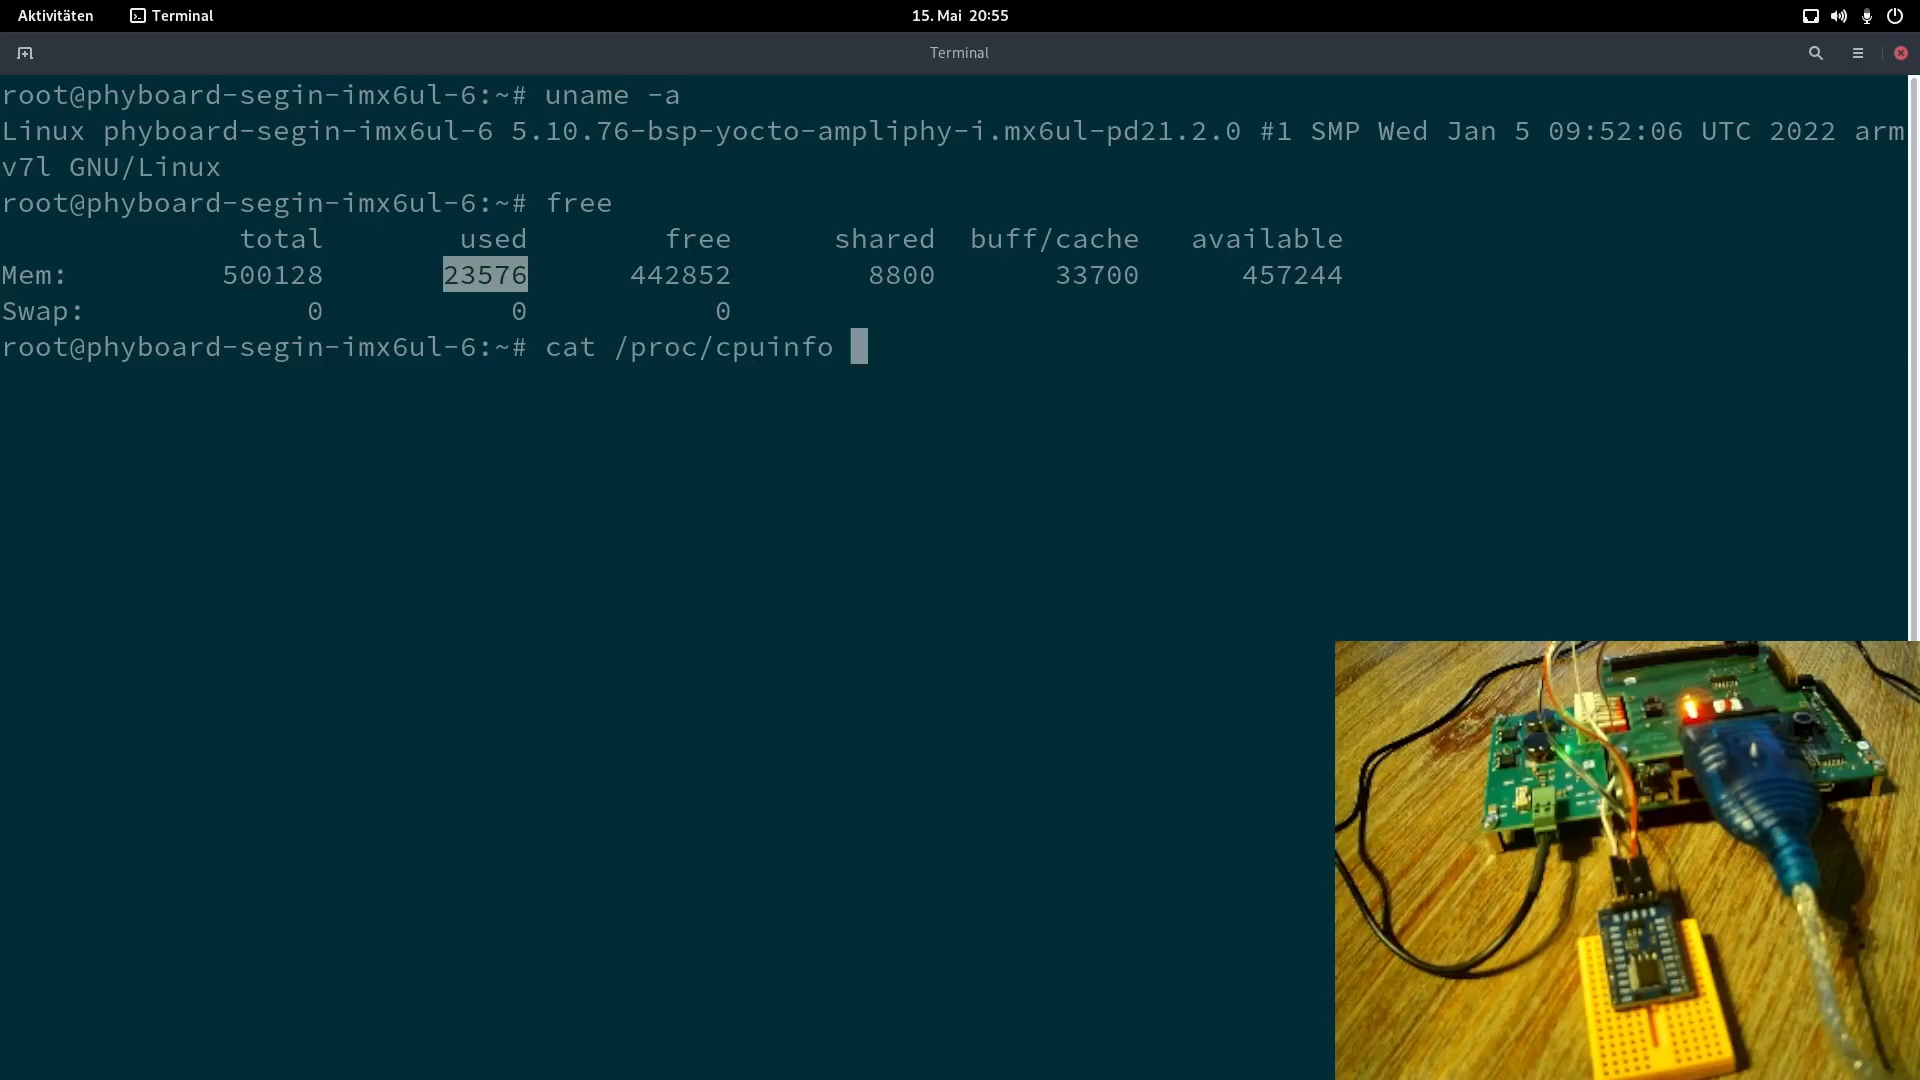 Aktivitäten Terminal 15. Mai 20:55
Terminal
root@phyboard-segin-imx6ul-6:~# uname -a
Linux phyboard-segin-imx6ul-6 5.10.76-bsp-yocto-ampliphy-i.mx6ul-pd21.2.0 #1 SMP Wed Jan 5 09:52:06 UTC 2022 arm
v7l GNU/Linux
root@phyboard-segin-imx6ul-6:~# free
total used free shared buff/cache available
Mem: 500128 23576 442852 8800 33700 457244
Swap: 0 0 0
root@phyboard-segin-imx6ul-6:~# cat /proc/cpuinfo